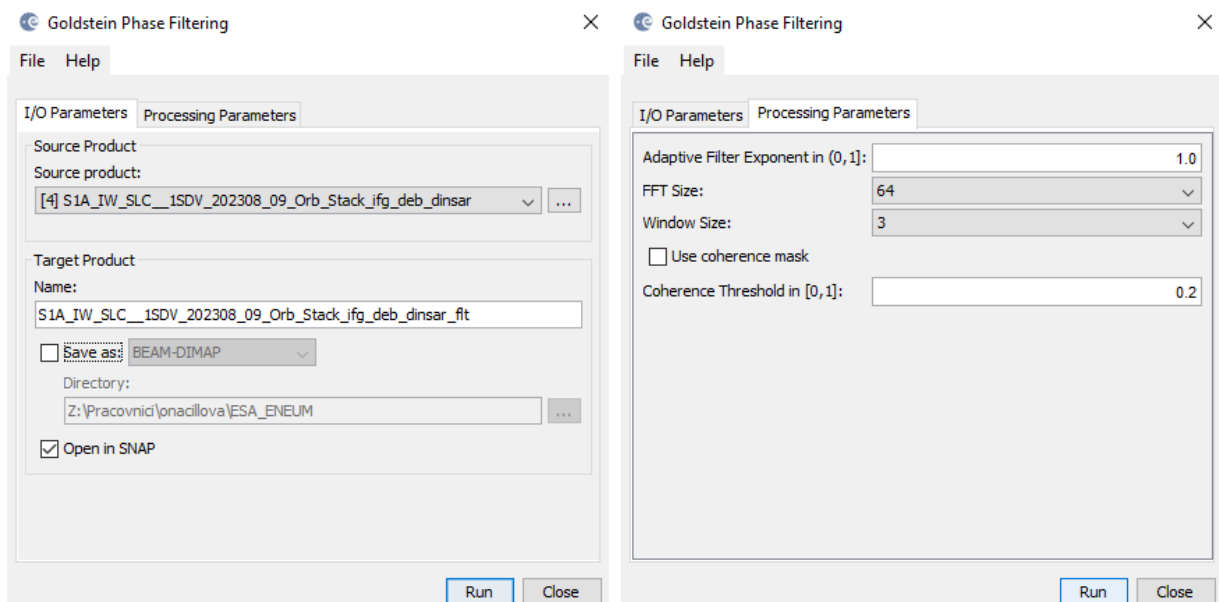 Goldstein Phase Filtering
File Help
I/O Parameters Processing Parameters
Source Product
Source product:
[4] S1A_IW_SLC__1SDV_202308_09_Orb_Stack_ifg_deb_dinsar
...
Target Product
Name:
S1A_IW_SLC__1SDV_202308_09_Orb_Stack_ifg_deb_dinsar_flt
Save as: BEAM-DIMAP
Directory:
Z:\Pracovnici\onacillova\ESA_ENEUM
...
Open in SNAP
Run Close
Goldstein Phase Filtering
File Help
I/O Parameters Processing Parameters
Adaptive Filter Exponent in (0,1]: 1.0
FFT Size: 64
Window Size: 3
Use coherence mask
Coherence Threshold in [0,1]: 0.2
Run Close